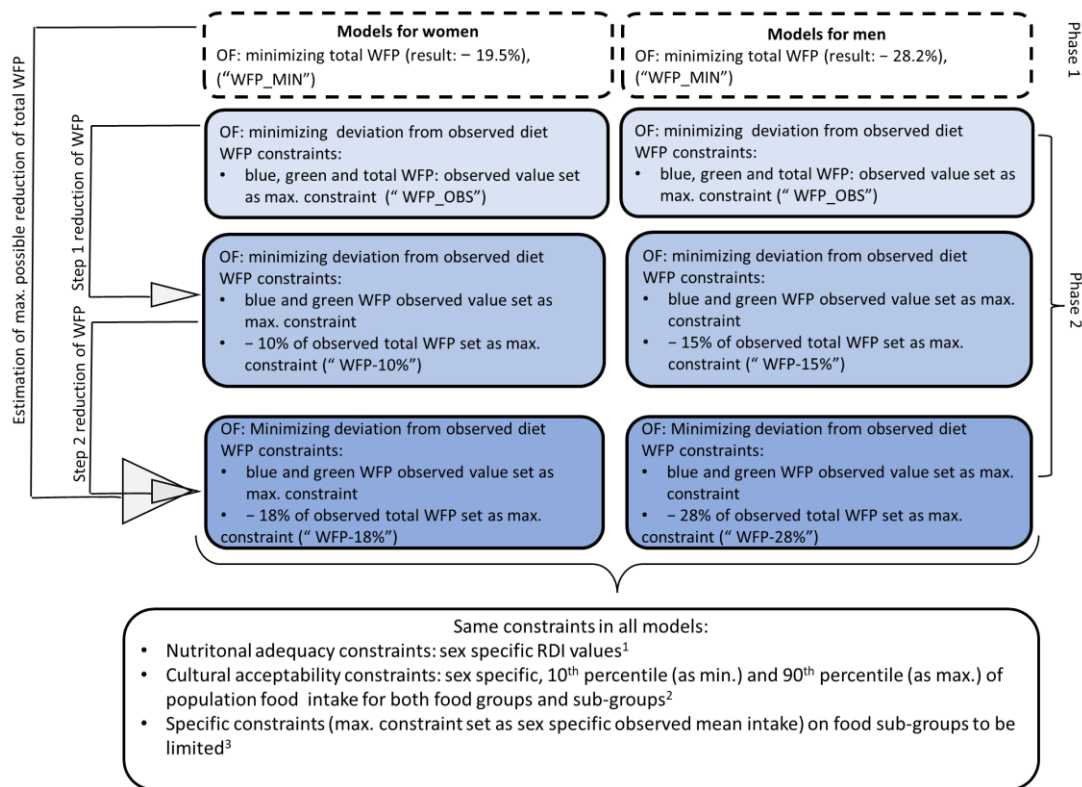 Models for women
OF: minimizing total WFP (result: − 19.5%),
(“WFP_MIN”)
Models for men
OF: minimizing total WFP (result: − 28.2%),
(“WFP_MIN”)
Phase 1
Estimation of max. possible reduction of total WFP
Step 1 reduction of WFP
OF: minimizing deviation from observed diet
WFP constraints:
• blue, green and total WFP: observed value set
as max. constraint (“ WFP_OBS”)
OF: minimizing deviation from observed diet
WFP constraints:
• blue, green and total WFP: observed value set
as max. constraint (“ WFP_OBS”)
Step 2 reduction of WFP
OF: minimizing deviation from observed diet
WFP constraints:
• blue and green WFP observed value set as
max. constraint
• − 10% of observed total WFP set as max.
constraint (“ WFP-10%”)
OF: minimizing deviation from observed diet
WFP constraints:
• blue and green WFP observed value set as max.
constraint
• − 15% of observed total WFP set as max.
constraint (“ WFP-15%”)
Phase 2
OF: Minimizing deviation from observed diet
WFP constraints:
• blue and green WFP observed value set as
max. constraint
• − 18% of observed total WFP set as max.
constraint (“ WFP-18%”)
OF: Minimizing deviation from observed diet
WFP constraints:
• blue and green WFP observed value set as max.
constraint
• − 28% of observed total WFP set as max.
constraint (“ WFP-28%”)
Same constraints in all models:
• Nutritonal adequacy constraints: sex specific RDI values¹
• Cultural acceptability constraints: sex specific, 10th percentile (as min.) and 90th percentile (as max.) of
population food intake for both food groups and sub-groups²
• Specific constraints (max. constraint set as sex specific observed mean intake) on food sub-groups to be
limited³